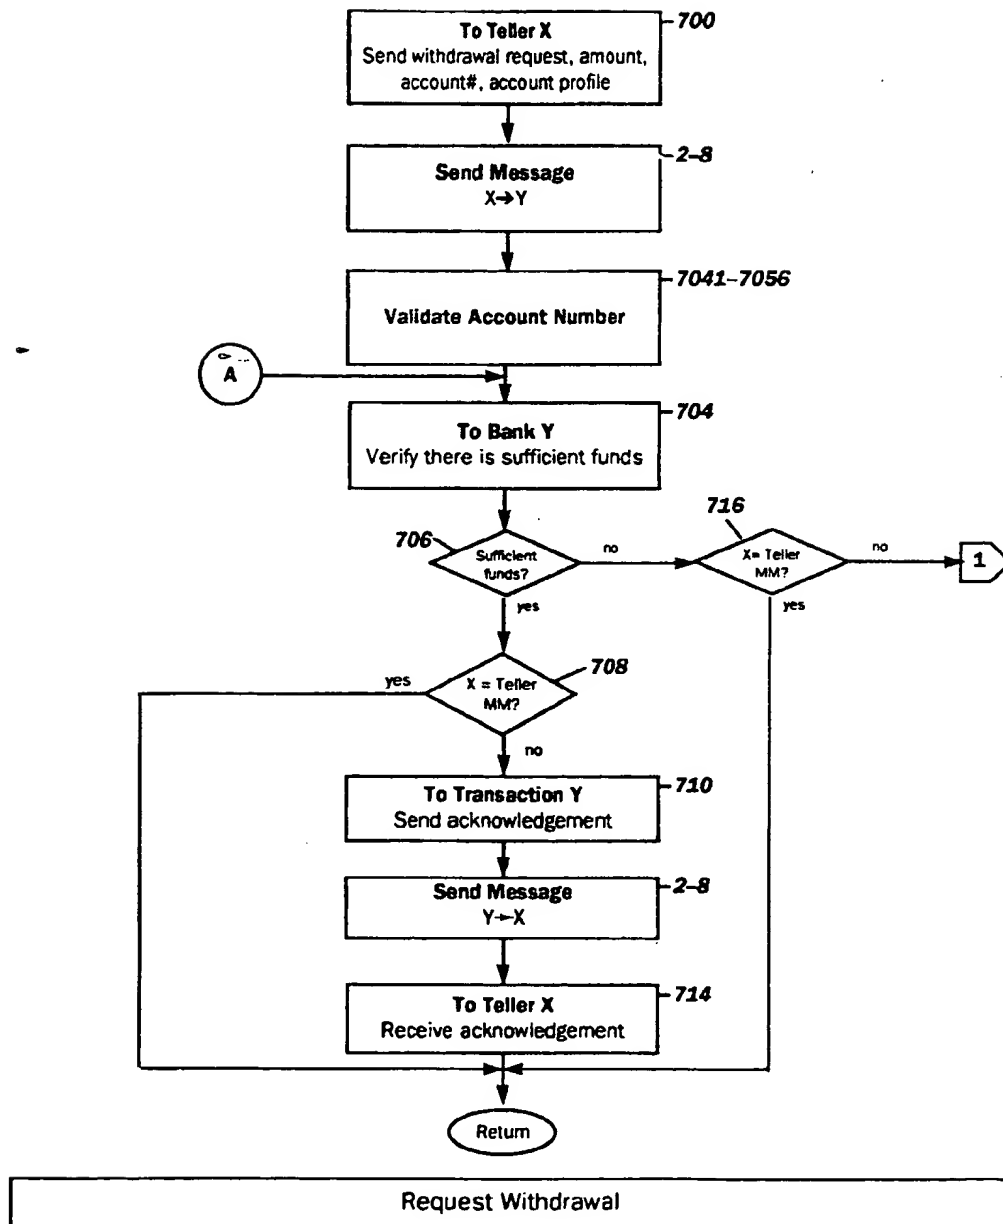 To Teller X
Send withdrawal request, amount,
account#, account profile
700
Send Message
X→Y
2-8
Validate Account Number
7041-7056
A
To Bank Y
Verify there is sufficient funds
704
706
Sufficient
funds?
no
yes
716
X= Teller
MM?
no
yes
1
708
X = Teller
MM?
yes
no
To Transaction Y
Send acknowledgement
710
Send Message
Y→X
2-8
To Teller X
Receive acknowledgement
714
Return
Request Withdrawal